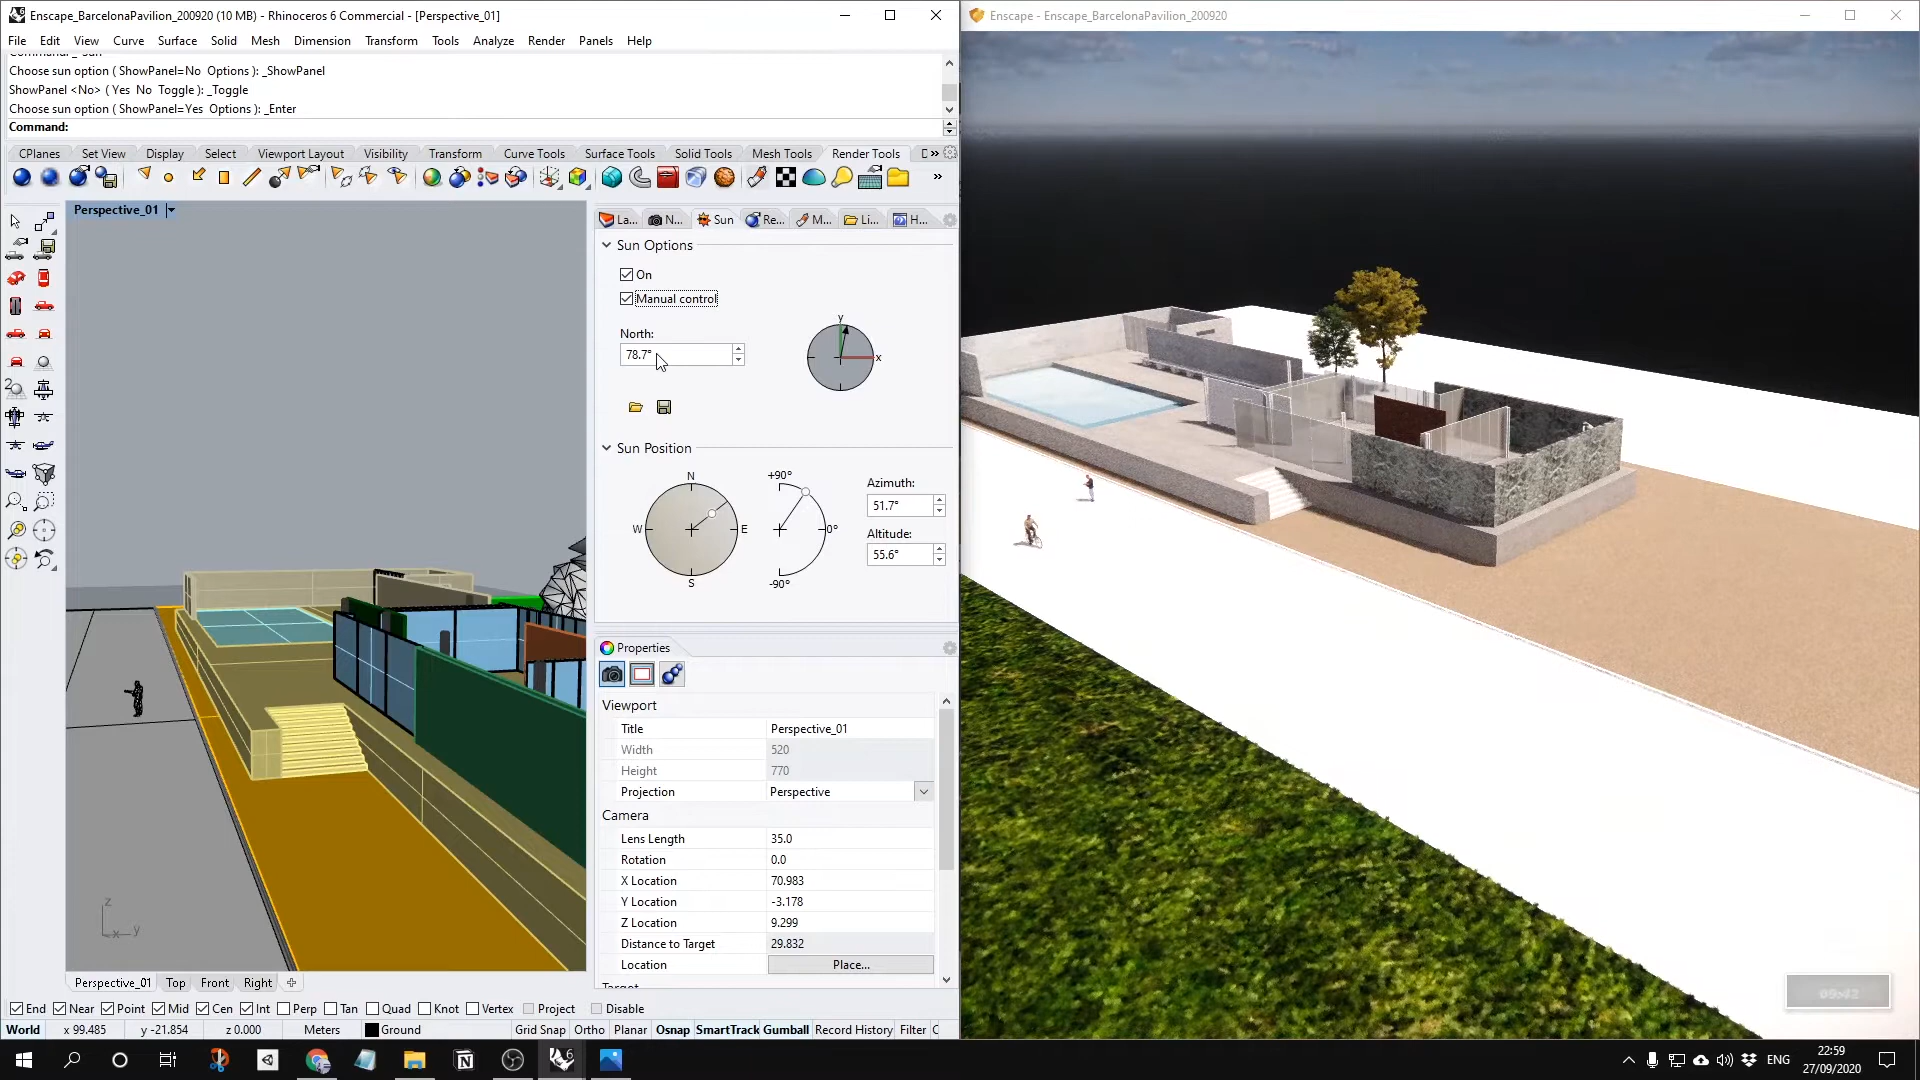 Enscape_BarcelonaPavilion_200920 (10 MB) - Rhinoceros 6 Commercial - [Perspective_01]
File Edit View Curve Surface Solid Mesh Dimension Transform Tools Analyze Render Panels Help
Choose sun option ( ShowPanel=No Options ): _ShowPanel
ShowPanel <No> ( Yes No Toggle ): _Toggle
Choose sun option ( ShowPanel=Yes Options ): _Enter
Command:
CPlanes Set View Display Select Viewport Layout Visibility Transform Curve Tools Surface Tools Solid Tools Mesh Tools Render Tools
Perspective_01
La... N... Sun Re... M... Li... H...
Sun Options
On
Manual control
North:
78.7°
y
x
Sun Position
N
W
E
S
+90°
0°
-90°
Azimuth:
51.7°
Altitude:
55.6°
Properties
Viewport
Title Perspective_01
Width 520
Height 770
Projection Perspective
Camera
Lens Length 35.0
Rotation 0.0
X Location 70.983
Y Location -3.178
Z Location 9.299
Distance to Target 29.832
Location Place...
z
x
y
Perspective_01 Top Front Right
End Near Point Mid Cen Int Perp Tan Quad Knot Vertex Project Disable
World x 99.485 y -21.854 z 0.000 Meters Ground Grid Snap Ortho Planar Osnap SmartTrack Gumball Record History Filter C
Enscape - Enscape_BarcelonaPavilion_200920
ENG
22:59
27/09/2020